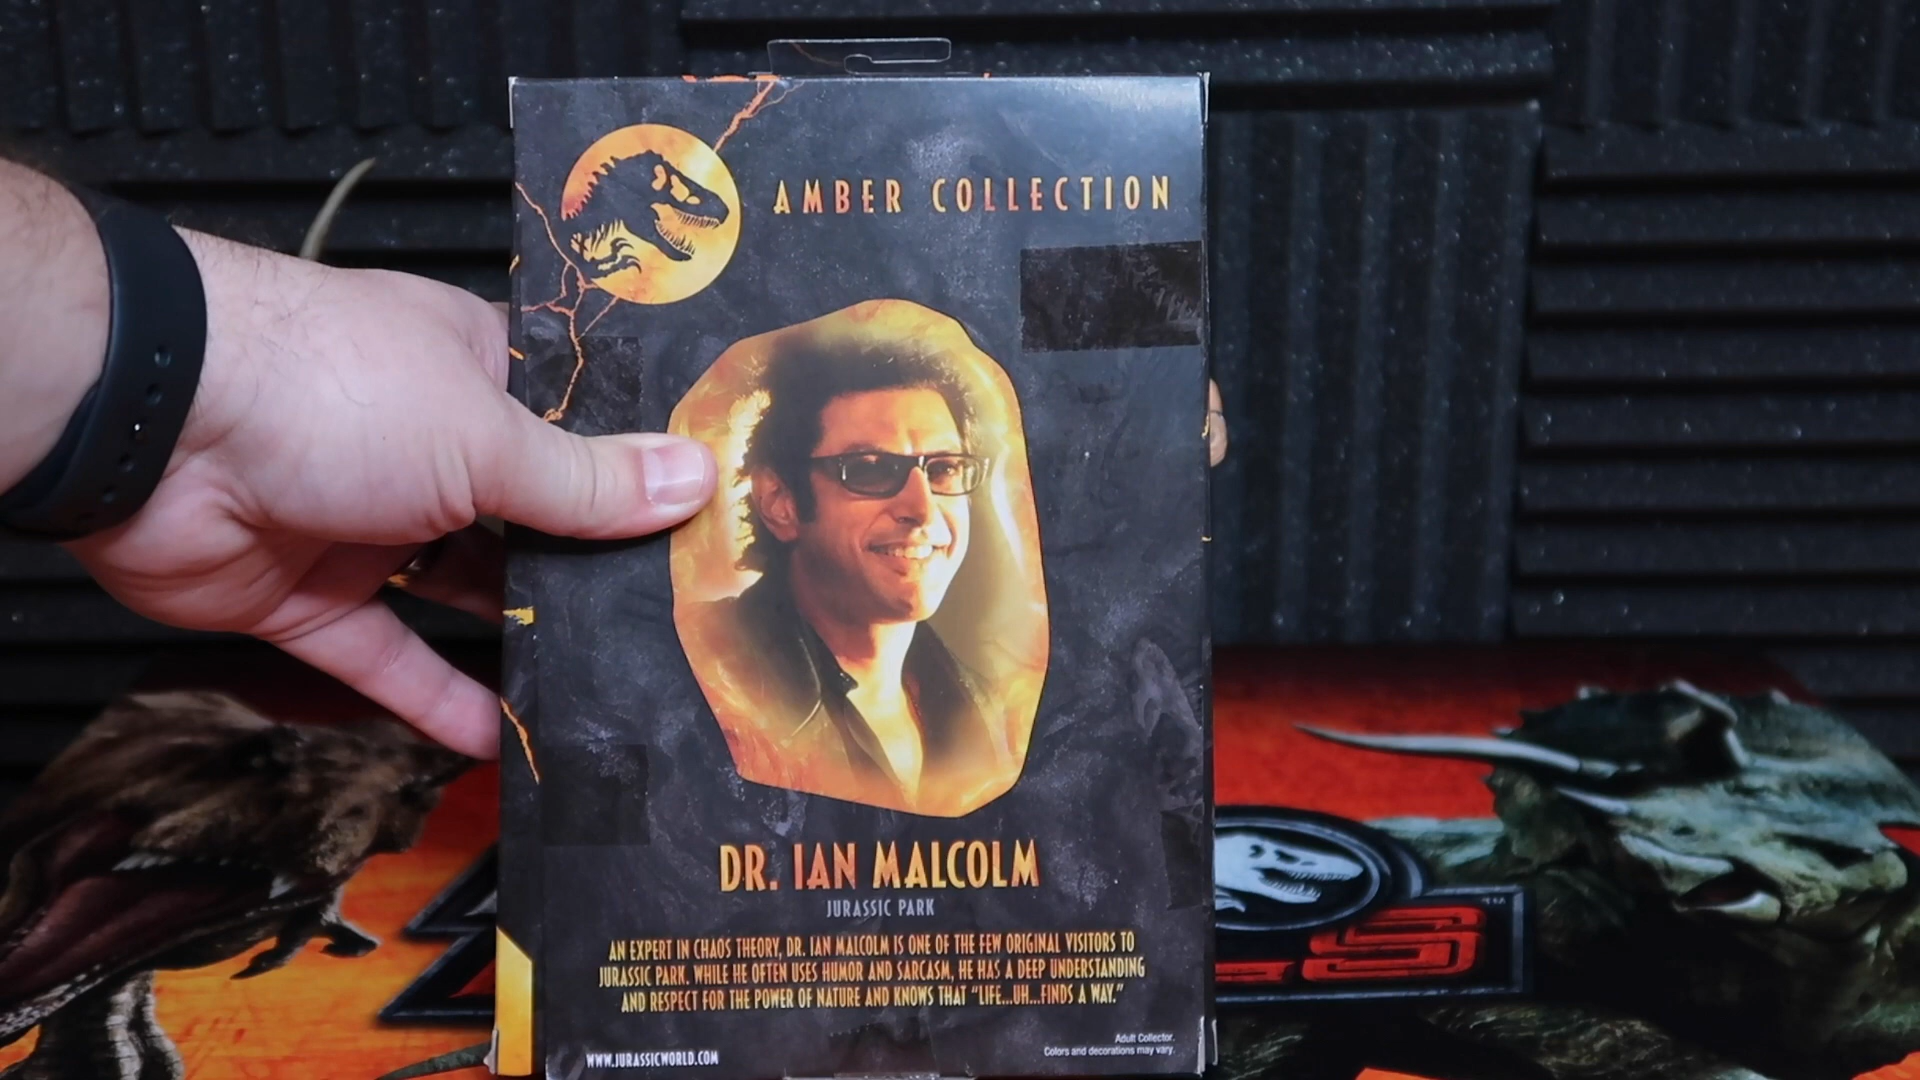 AMBER COLLECTION
DR. IAN MALCOLM
JURASSIC PARK
AN EXPERT IN CHAOS THEORY, DR. IAN MALCOLM IS ONE OF THE FEW ORIGINAL VISITORS TO
JURASSIC PARK. WHILE HE OFTEN USES HUMOR AND SARCASM, HE HAS A DEEP UNDERSTANDING
AND RESPECT FOR THE POWER OF NATURE AND KNOWS THAT “LIFE...UH...FINDS A WAY.”
Adult Collector.
Colors and decorations may vary.
WWW.JURASSICWORLD.COM